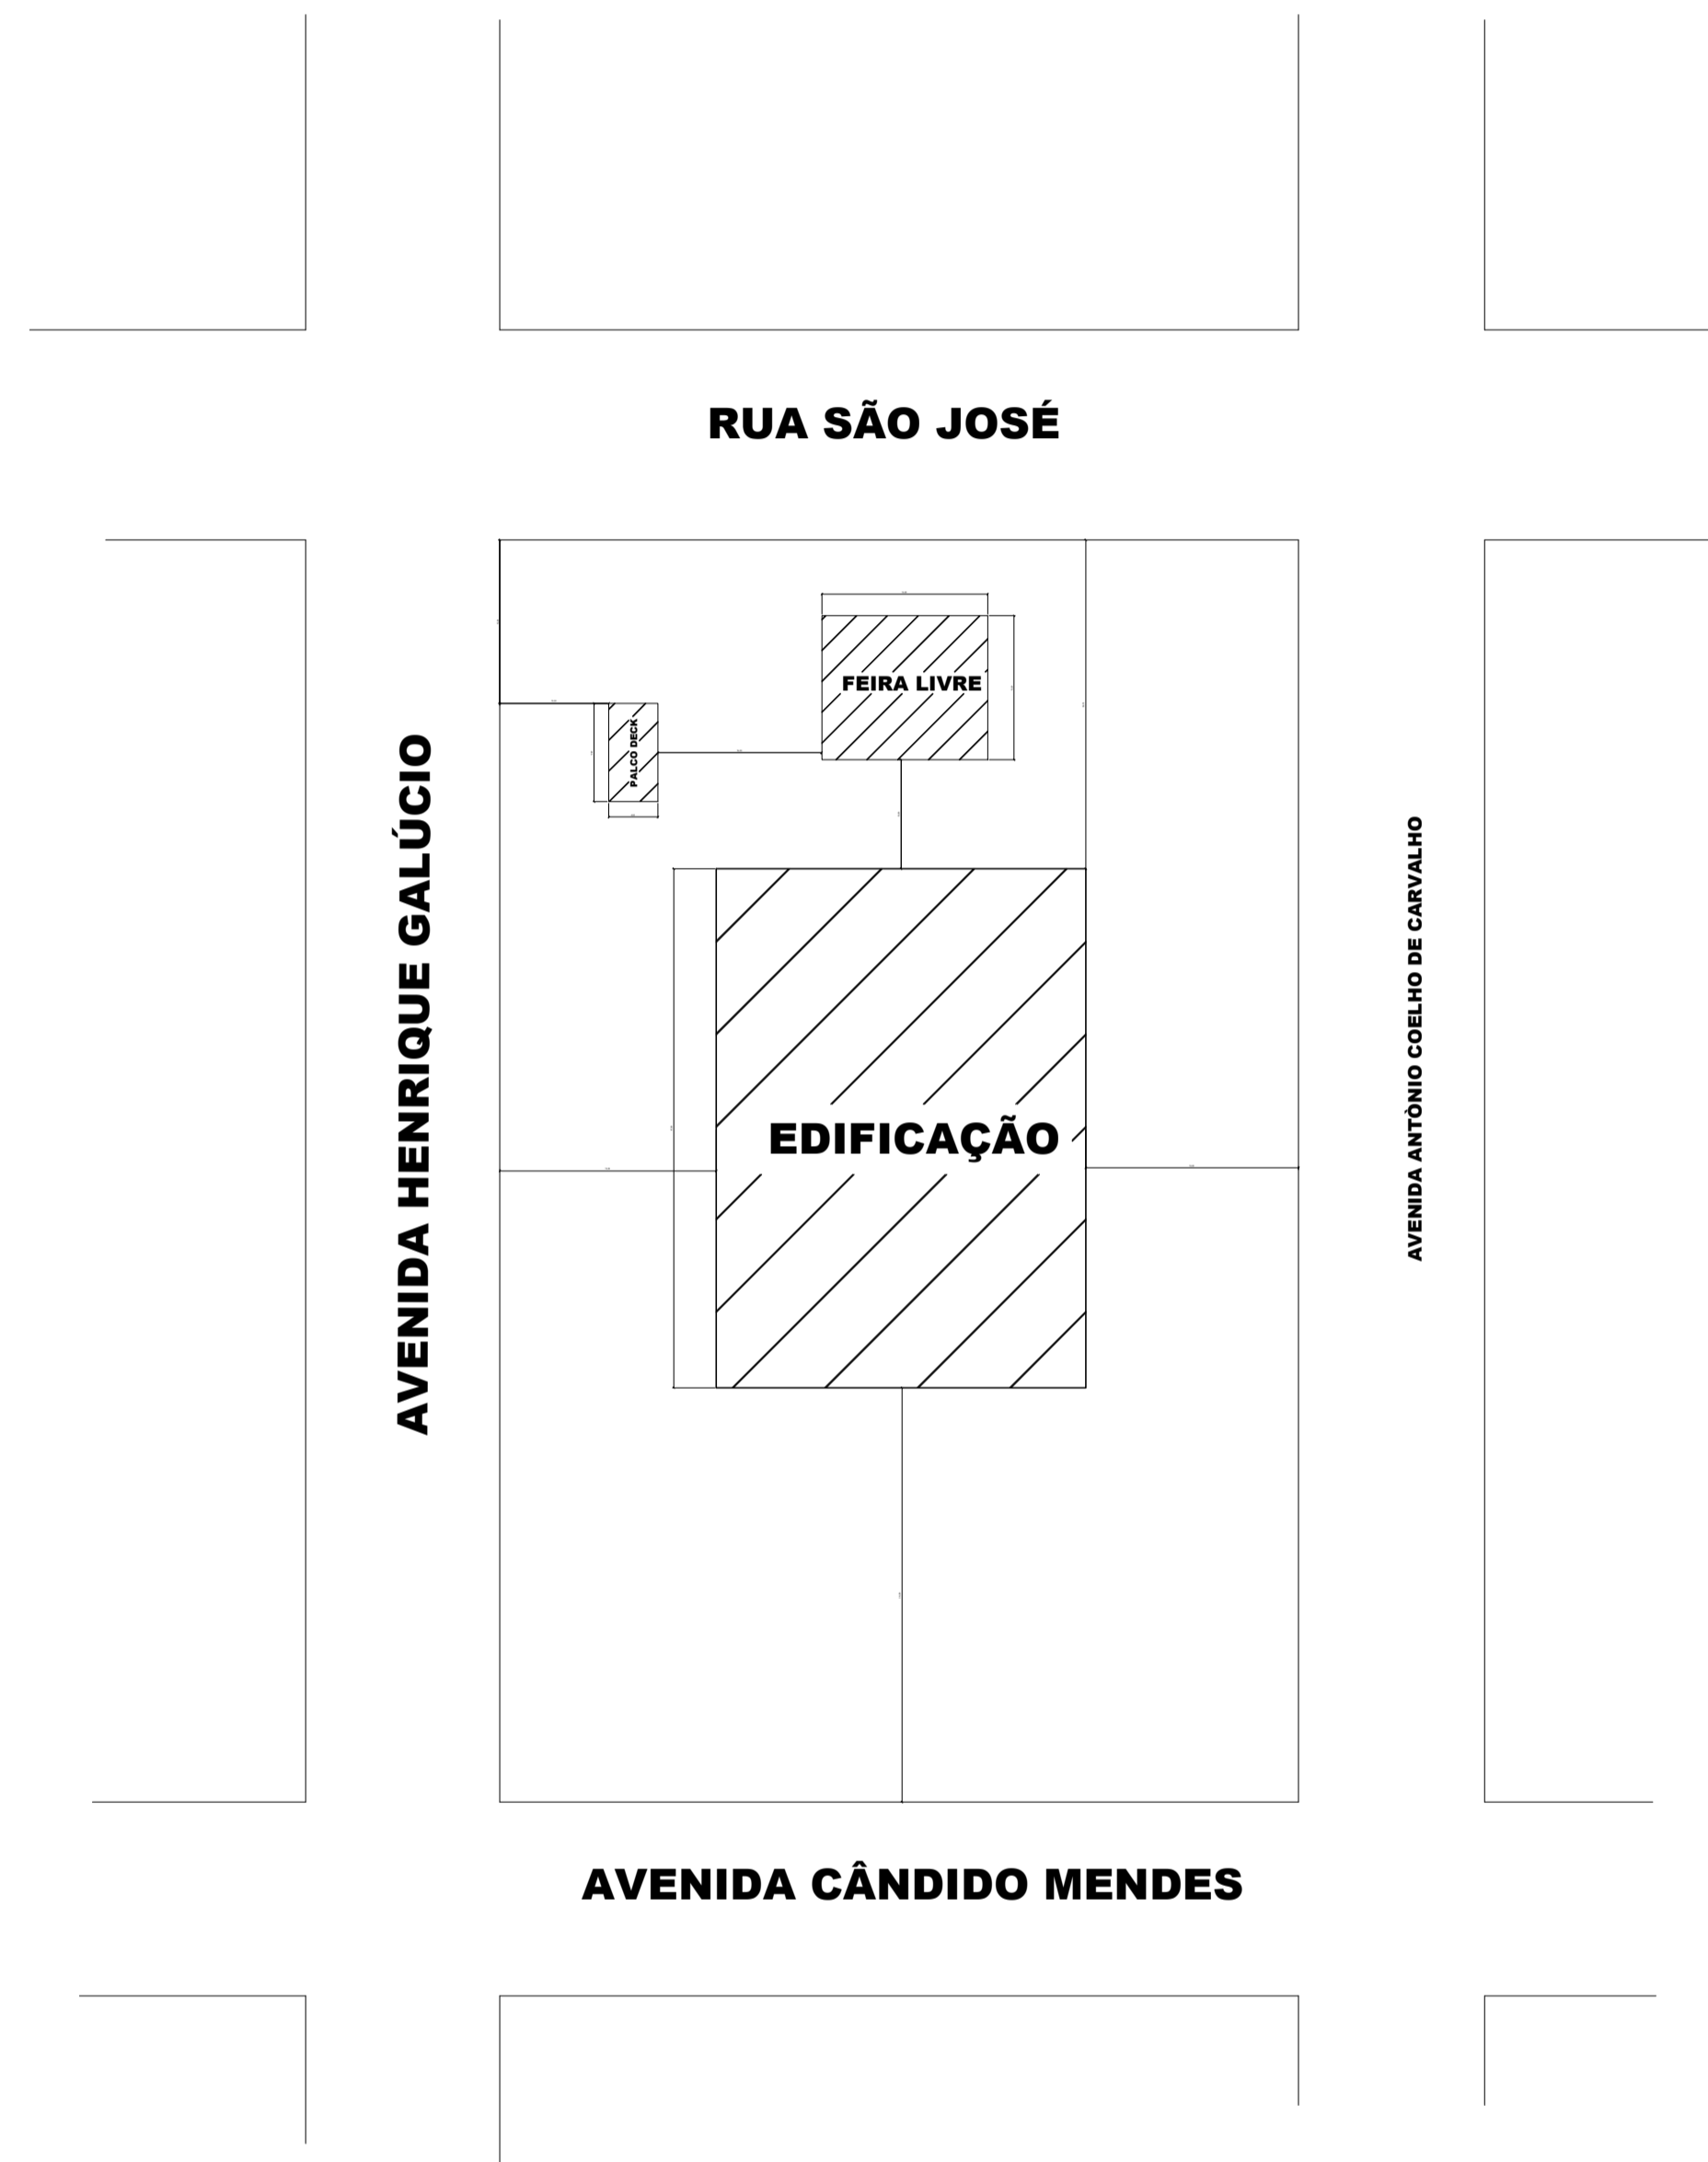 RUA SÃO JOSÉ
FEIRA LIVRE
PALCO DECK
AVENIDA HENRIQUE GALÚCIO
EDIFICAÇÃO
AVENIDA ANTÔNIO COELHO DE CARVALHO
AVENIDA CÂNDIDO MENDES